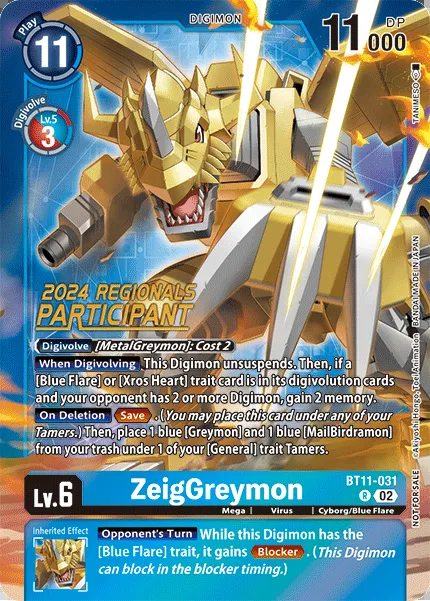 Play
11
DIGIMON
11000
DP
Digivolve
Lv.5
3
TANIMESO
2024 REGIONALS
PARTICIPANT
Digivolve [MetalGreymon]: Cost 2
When Digivolving This Digimon unsuspends. Then, if a
[Blue Flare] or [Xros Heart] trait card is in its digivolution cards
and your opponent has 2 or more Digimon, gain 2 memory.
On Deletion Save. (You may place this card under any of your
Tamers.) Then, place 1 blue [Greymon] and 1 blue [MailBirdramon]
from your trash under 1 of your [General] trait Tamers.
©Akiyoshi Hongo, Toei Animation BANDAI MADE IN JAPAN
NOT FOR SALE
Lv.6
ZeigGreymon
BT11-031
R 02
Mega | Virus | Cyborg/Blue Flare
Inherited Effect
Opponent's Turn While this Digimon has the
[Blue Flare] trait, it gains Blocker. (This Digimon
can block in the blocker timing.)